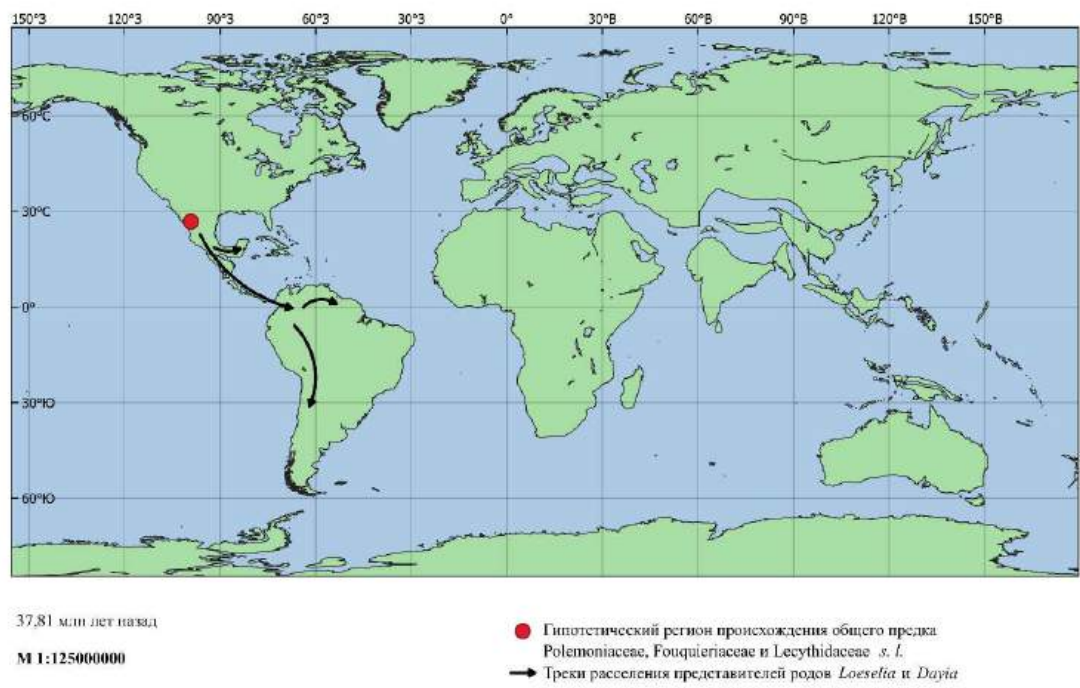 150°З 120°З 90°З 60°З 30°З 0° 30°В 60°В 90°В 120°В 150°В
60°С
30°С
0°
30°Ю
60°Ю
37,81 млн лет назад
М 1:125000000
Гипотетический регион происхождения общего предка
Polemoniaceae, Fouquieriaceae и Lecythidaceae s. l.
Треки расселения представителей родов Loeselia и Dayia